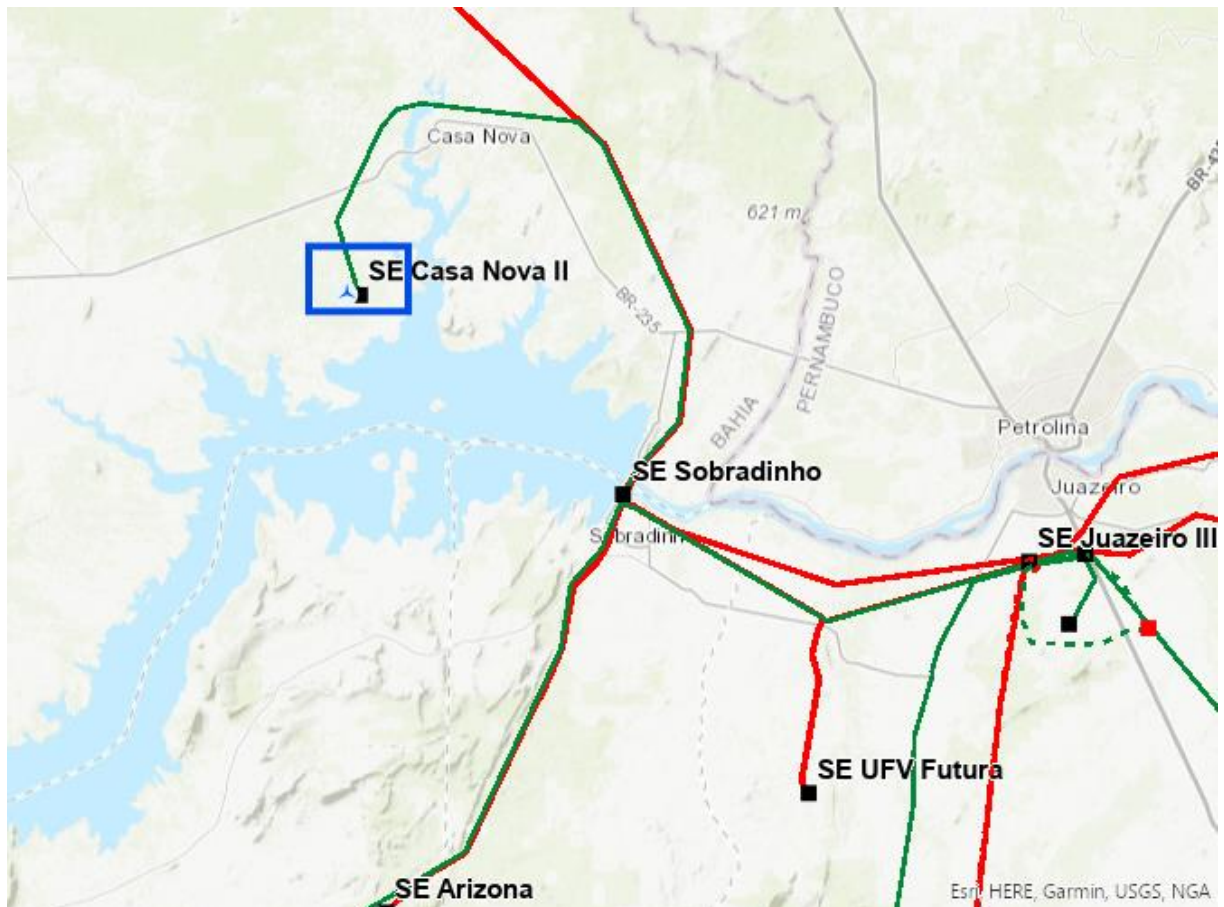 Casa Nova
BR-235
621 m
SE Casa Nova II
BAHIA
PERNAMBUCO
Petrolina
Juazeiro
SE Sobradinho
SE Juazeiro III
SE UFV Futura
SE Arizona
Esri, HERE, Garmin, USGS, NGA